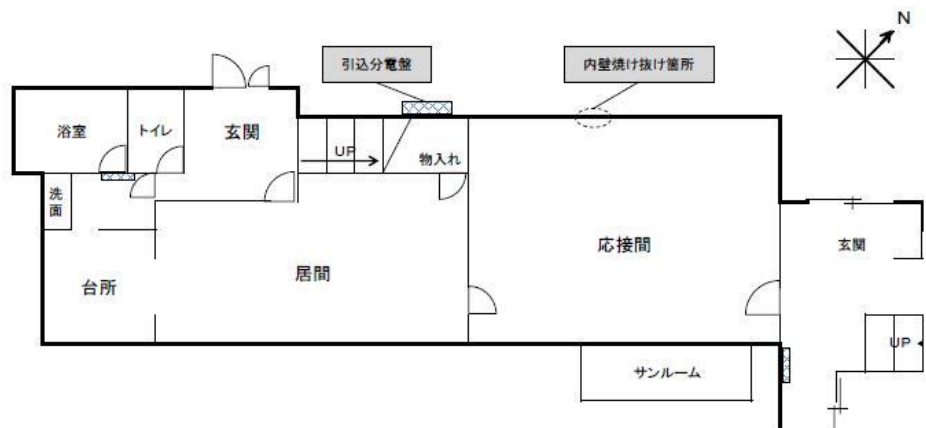 N
引込分電盤
内壁焼け抜け箇所
浴室
トイレ
玄関
UP
物入れ
洗面
台所
居間
応接間
玄関
UP
サンルーム